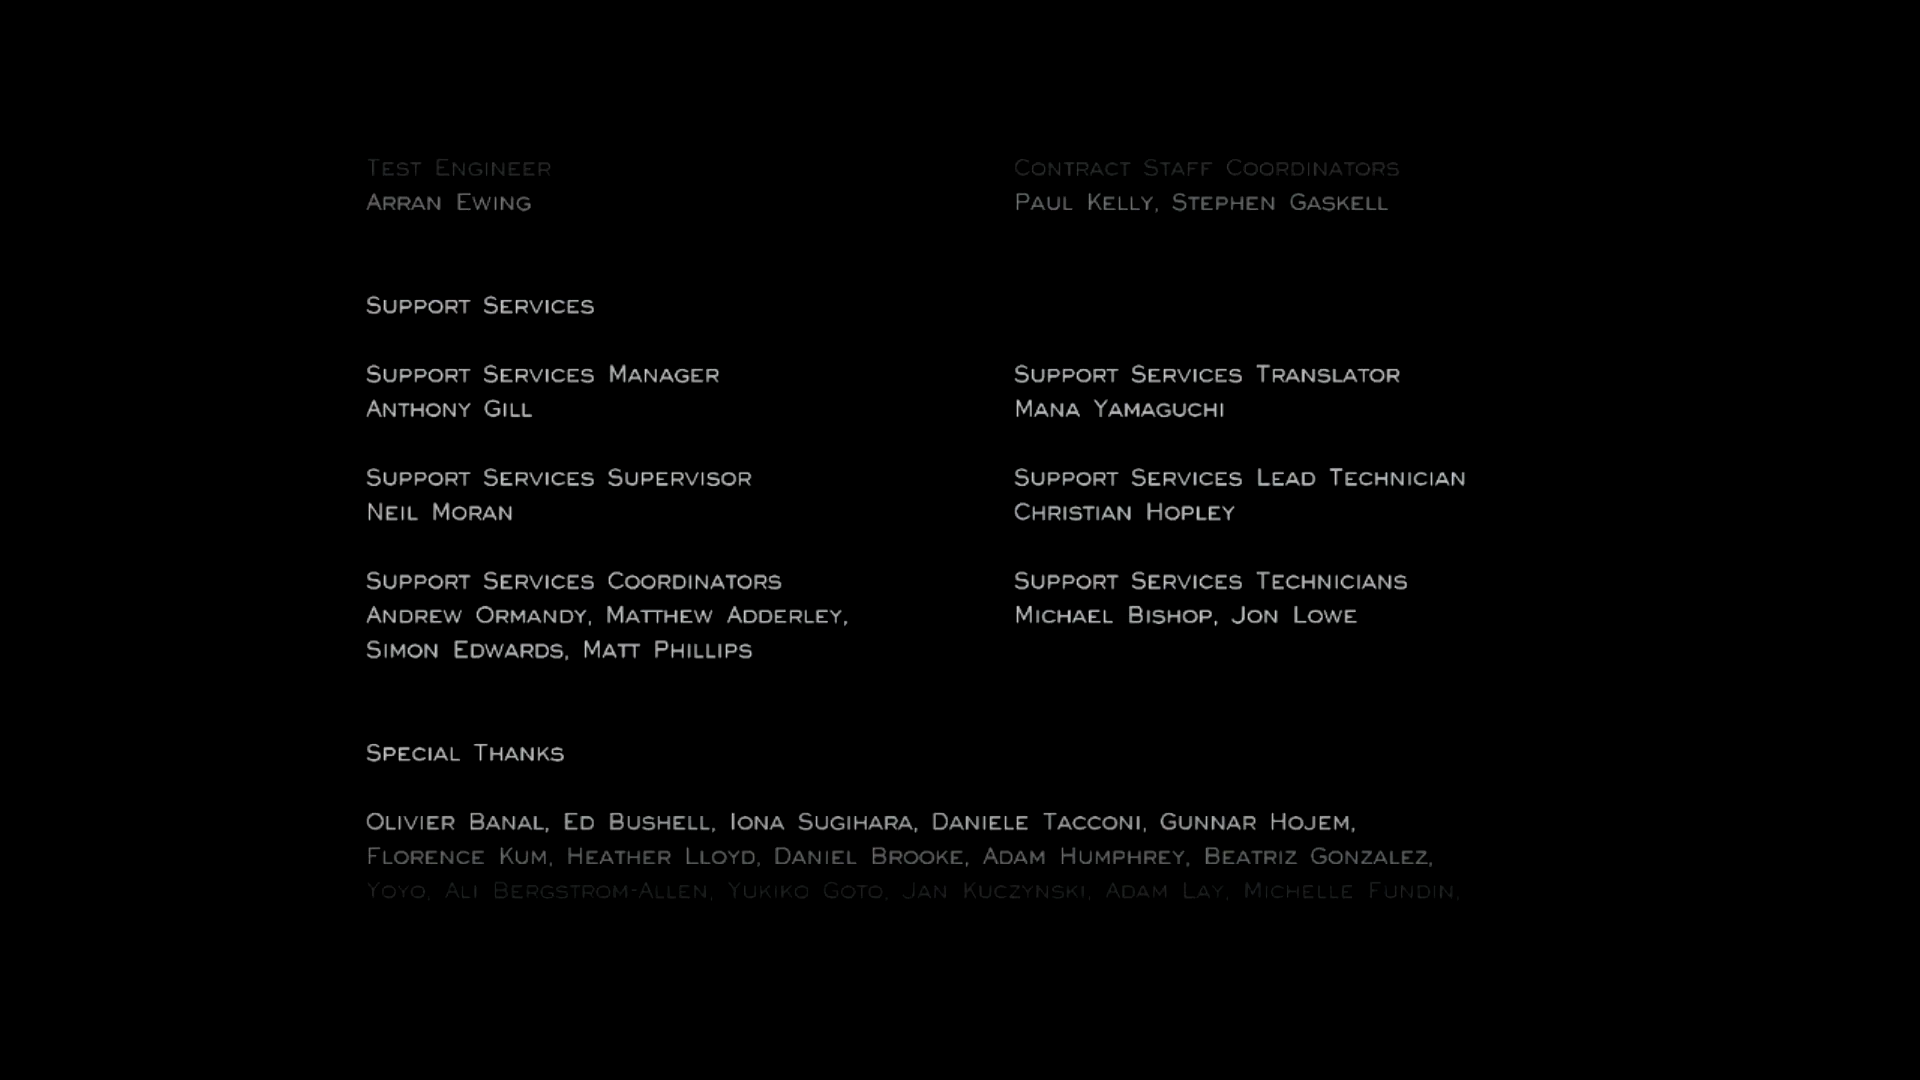 Test Engineer
Arran Ewing
Contract Staff Coordinators
Paul Kelly, Stephen Gaskell
Support Services
Support Services Manager
Anthony Gill
Support Services Translator
Mana Yamaguchi
Support Services Supervisor
Neil Moran
Support Services Lead Technician
Christian Hopley
Support Services Coordinators
Andrew Ormandy, Matthew Adderley,
Simon Edwards, Matt Phillips
Support Services Technicians
Michael Bishop, Jon Lowe
Special Thanks
Olivier Banal, Ed Bushell, Iona Sugihara, Daniele Tacconi, Gunnar Hojem,
Florence Kum, Heather Lloyd, Daniel Brooke, Adam Humphrey, Beatriz Gonzalez,
Yoyo, Ali Bergstrom-Allen, Yukiko Goto, Jan Kuczynski, Adam Lay, Michelle Fundin,